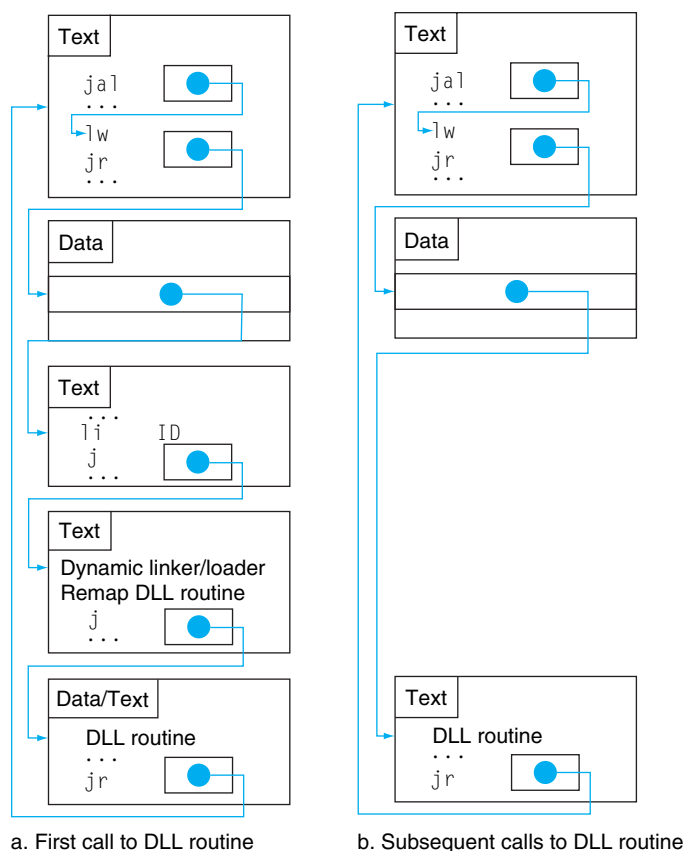 Text
jal
...
lw
jr
...
Data
Text
...
li ID
j
...
Text
Dynamic linker/loader
Remap DLL routine
j
...
Data/Text
DLL routine
...
jr
a. First call to DLL routine
Text
jal
...
lw
jr
...
Data
Text
DLL routine
...
jr
b. Subsequent calls to DLL routine